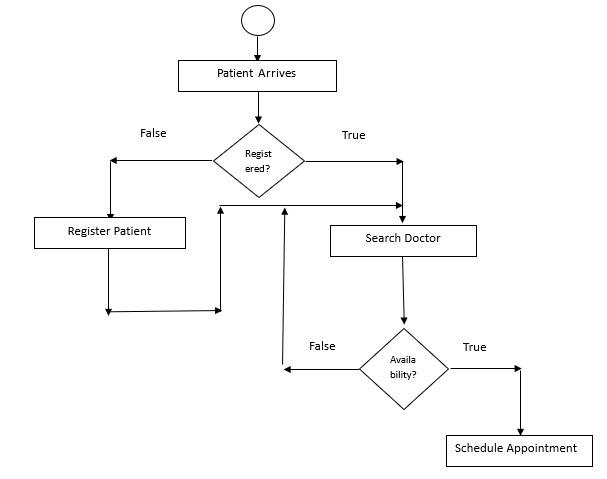 Patient Arrives
False
True
Regist
ered?
Register Patient
Search Doctor
False
True
Availa
bility?
Schedule Appointment